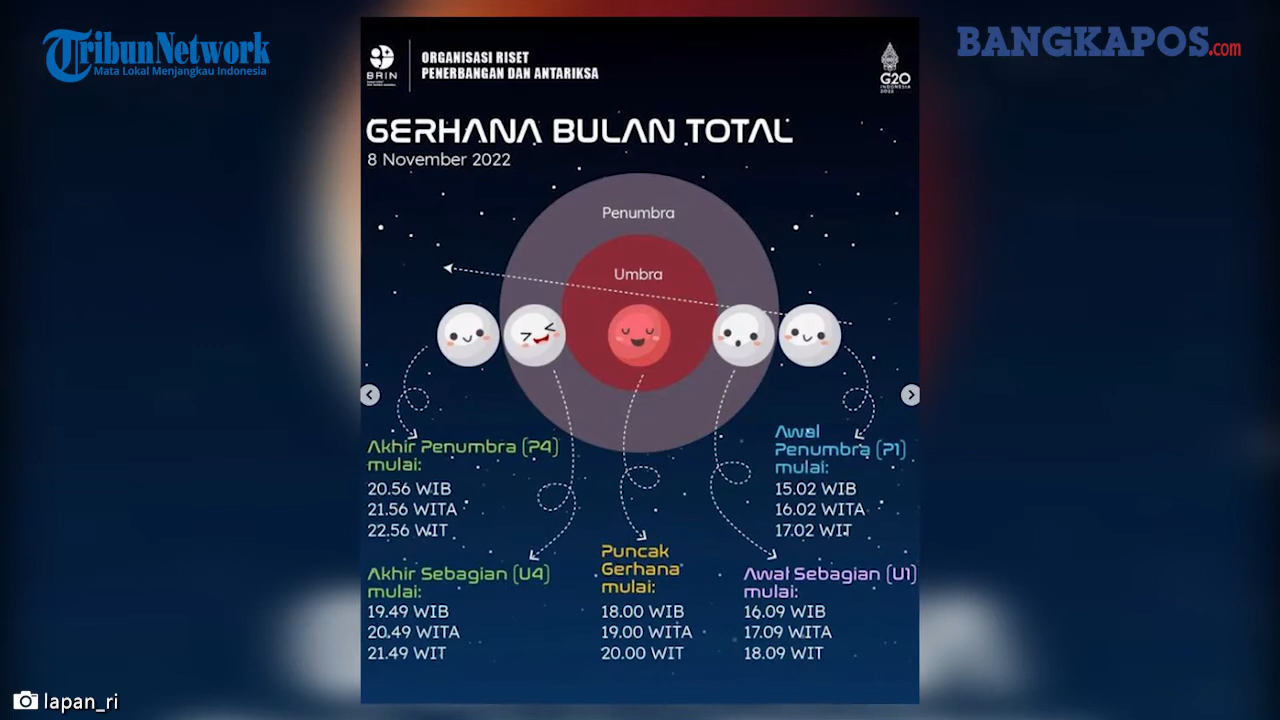 TribunNetwork
Mata Lokal Menjangkau Indonesia
BANGKAPOS.com
BRIN
ORGANISASI RISET
PENERBANGAN DAN ANTARIKSA
G20
INDONESIA
2022
GERHANA BULAN TOTAL
8 November 2022
Penumbra
Umbra
Akhir Penumbra (P4)
mulai:
20.56 WIB
21.56 WITA
22.56 WIT
Awal
Penumbra (P1)
mulai:
15.02 WIB
16.02 WITA
17.02 WIT
Akhir Sebagian (U4)
mulai:
19.49 WIB
20.49 WITA
21.49 WIT
Puncak
Gerhana
mulai:
18.00 WIB
19.00 WITA
20.00 WIT
Awal Sebagian (U1)
mulai:
16.09 WIB
17.09 WITA
18.09 WIT
lapan_ri